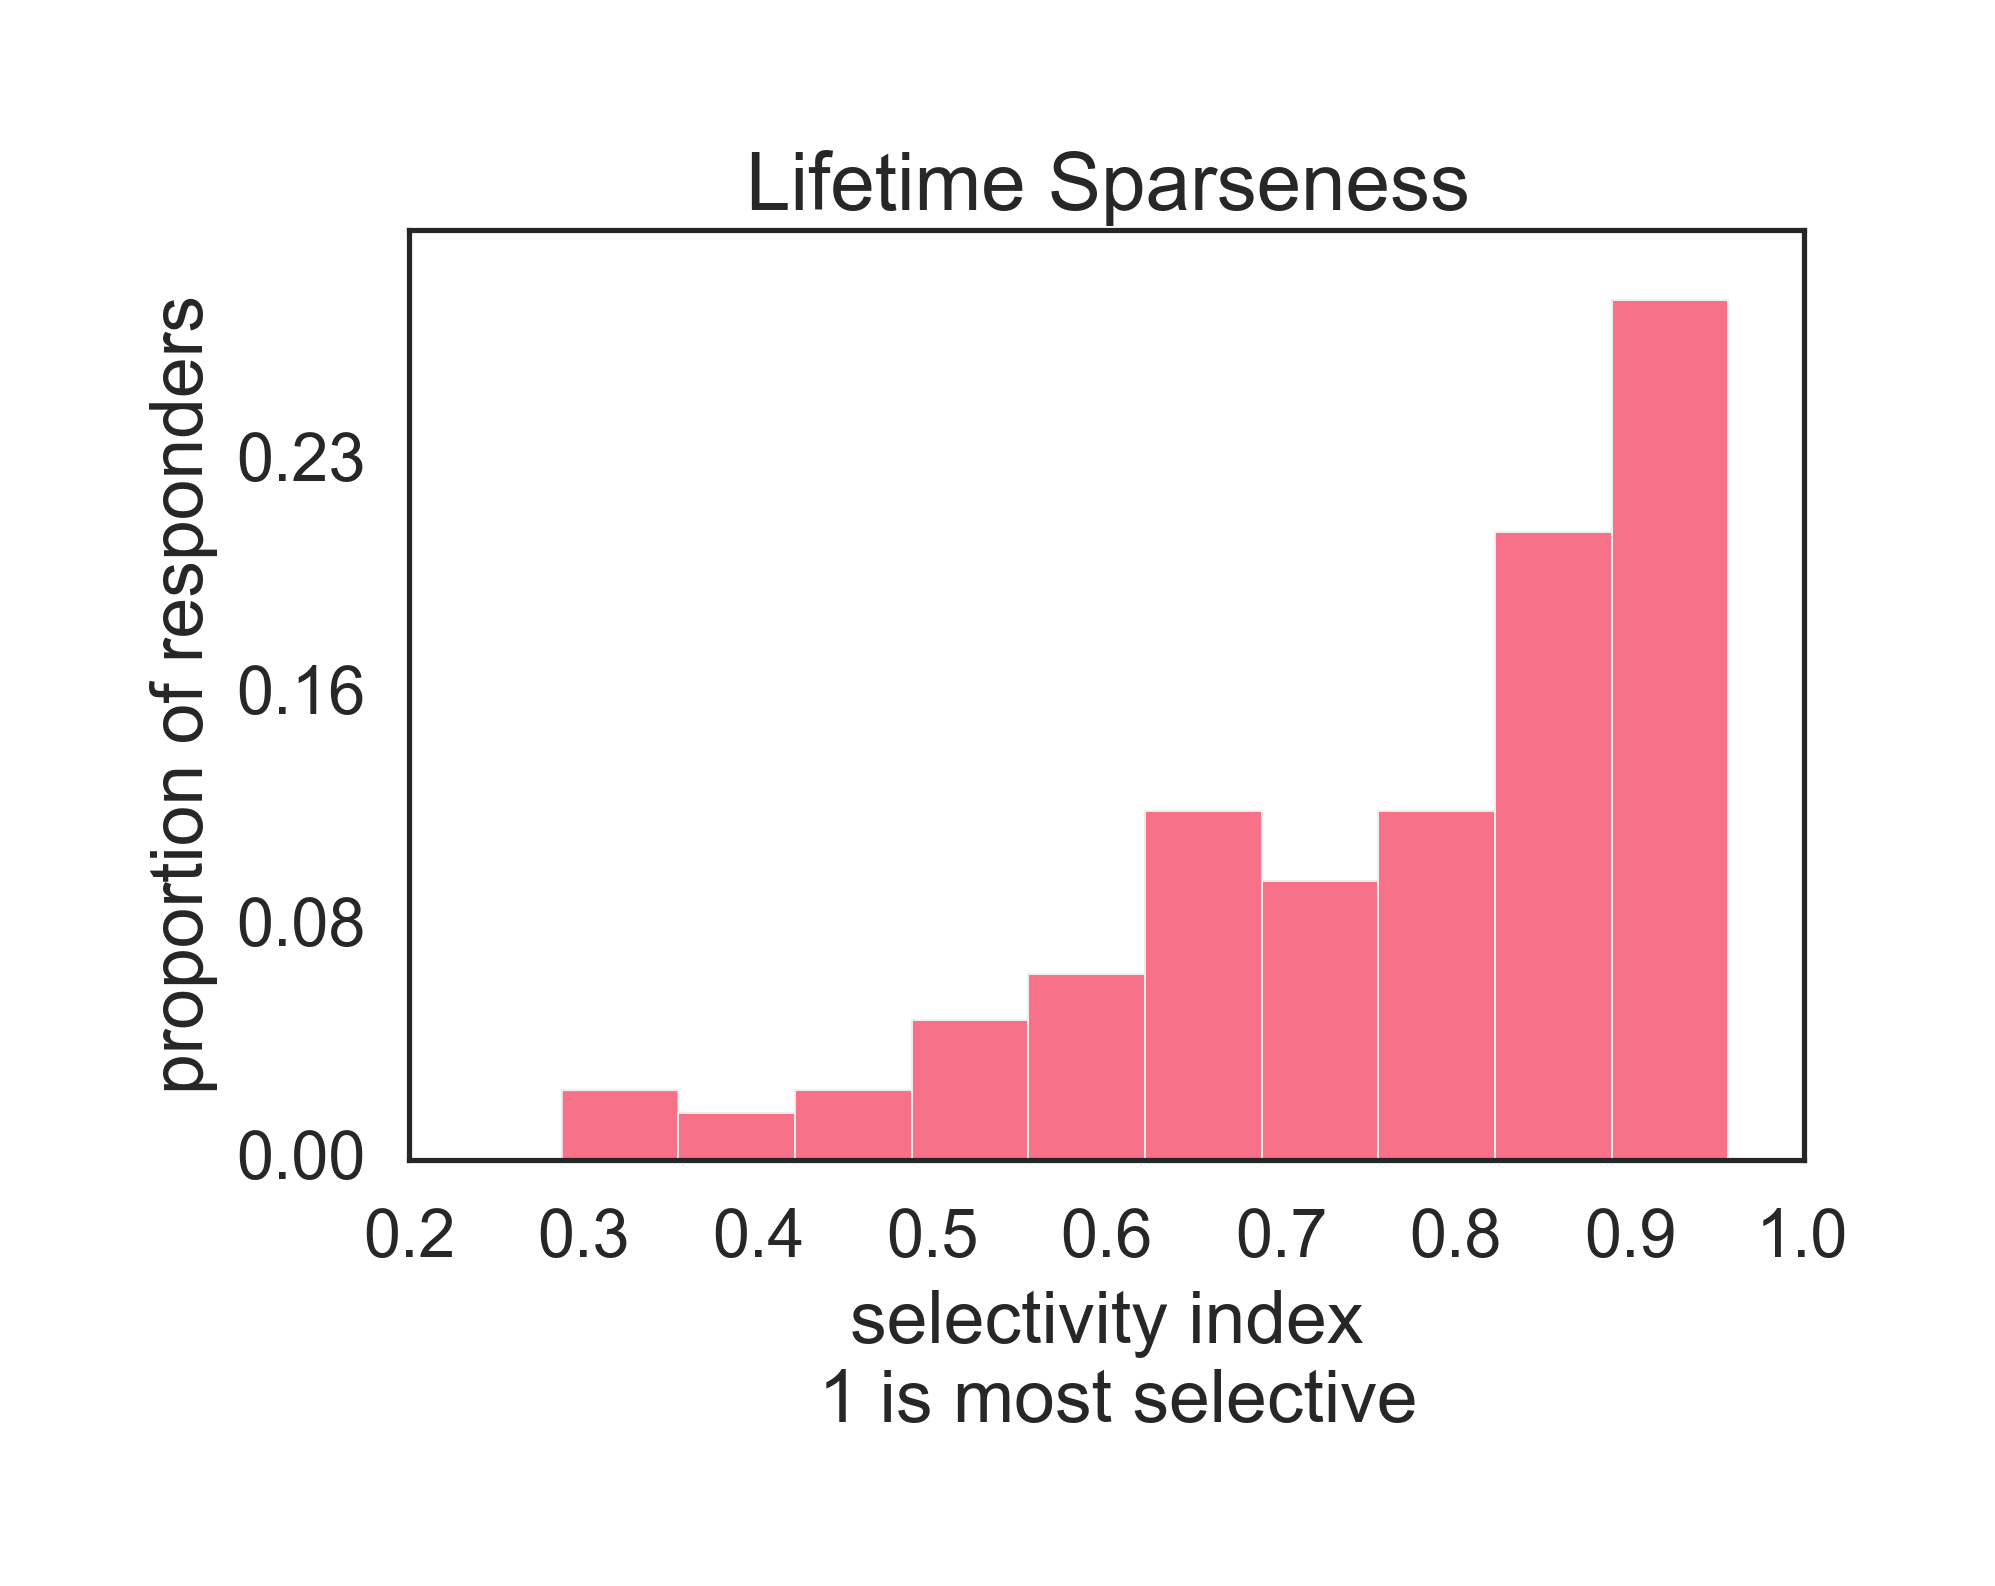 Lifetime Sparseness
proportion of responders
0.23
0.16
0.08
0.00
0.2 0.3 0.4 0.5 0.6 0.7 0.8 0.9 1.0
selectivity index
1 is most selective